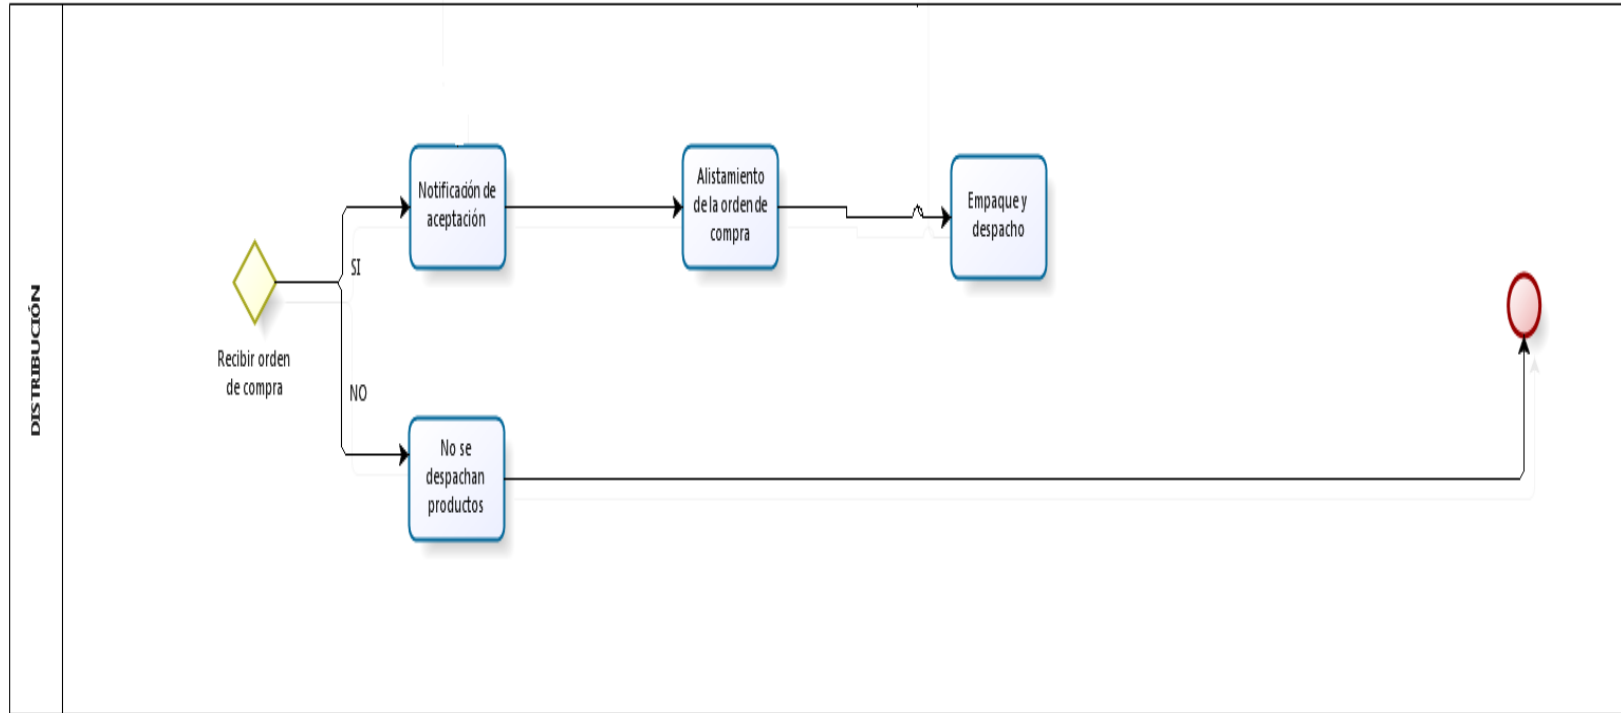 DISTRIBUCIÓN
Recibir orden
de compra
SI
NO
Notificación de
aceptación
Alistamiento
de la orden de
compra
Empaque y
despacho
No se
despachan
productos